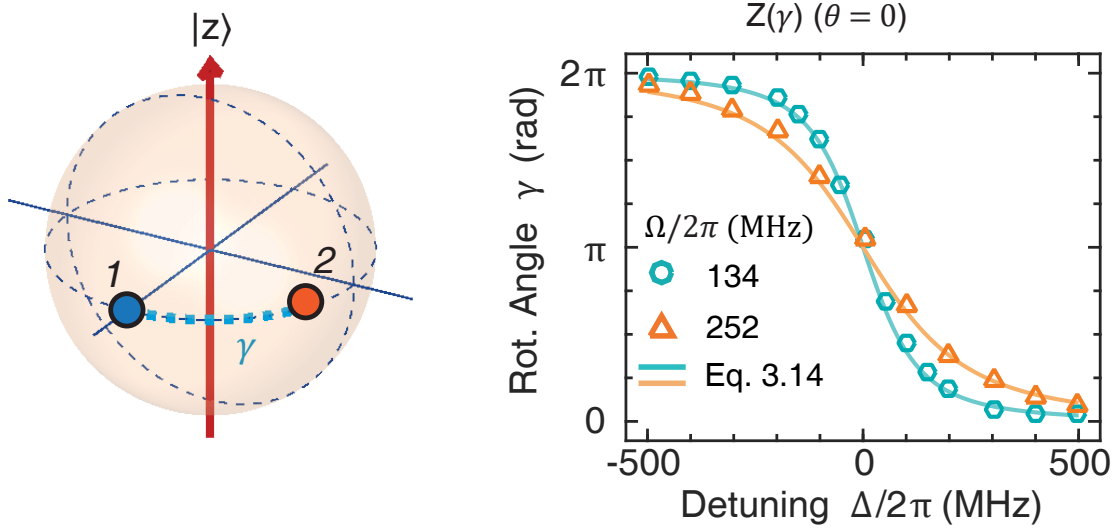 |z⟩
1
2
γ
Z(γ) (θ = 0)
Rot. Angle γ (rad)
2π
π
0
Ω/2π (MHz)
134
252
Eq. 3.14
-500
0
500
Detuning Δ/2π (MHz)